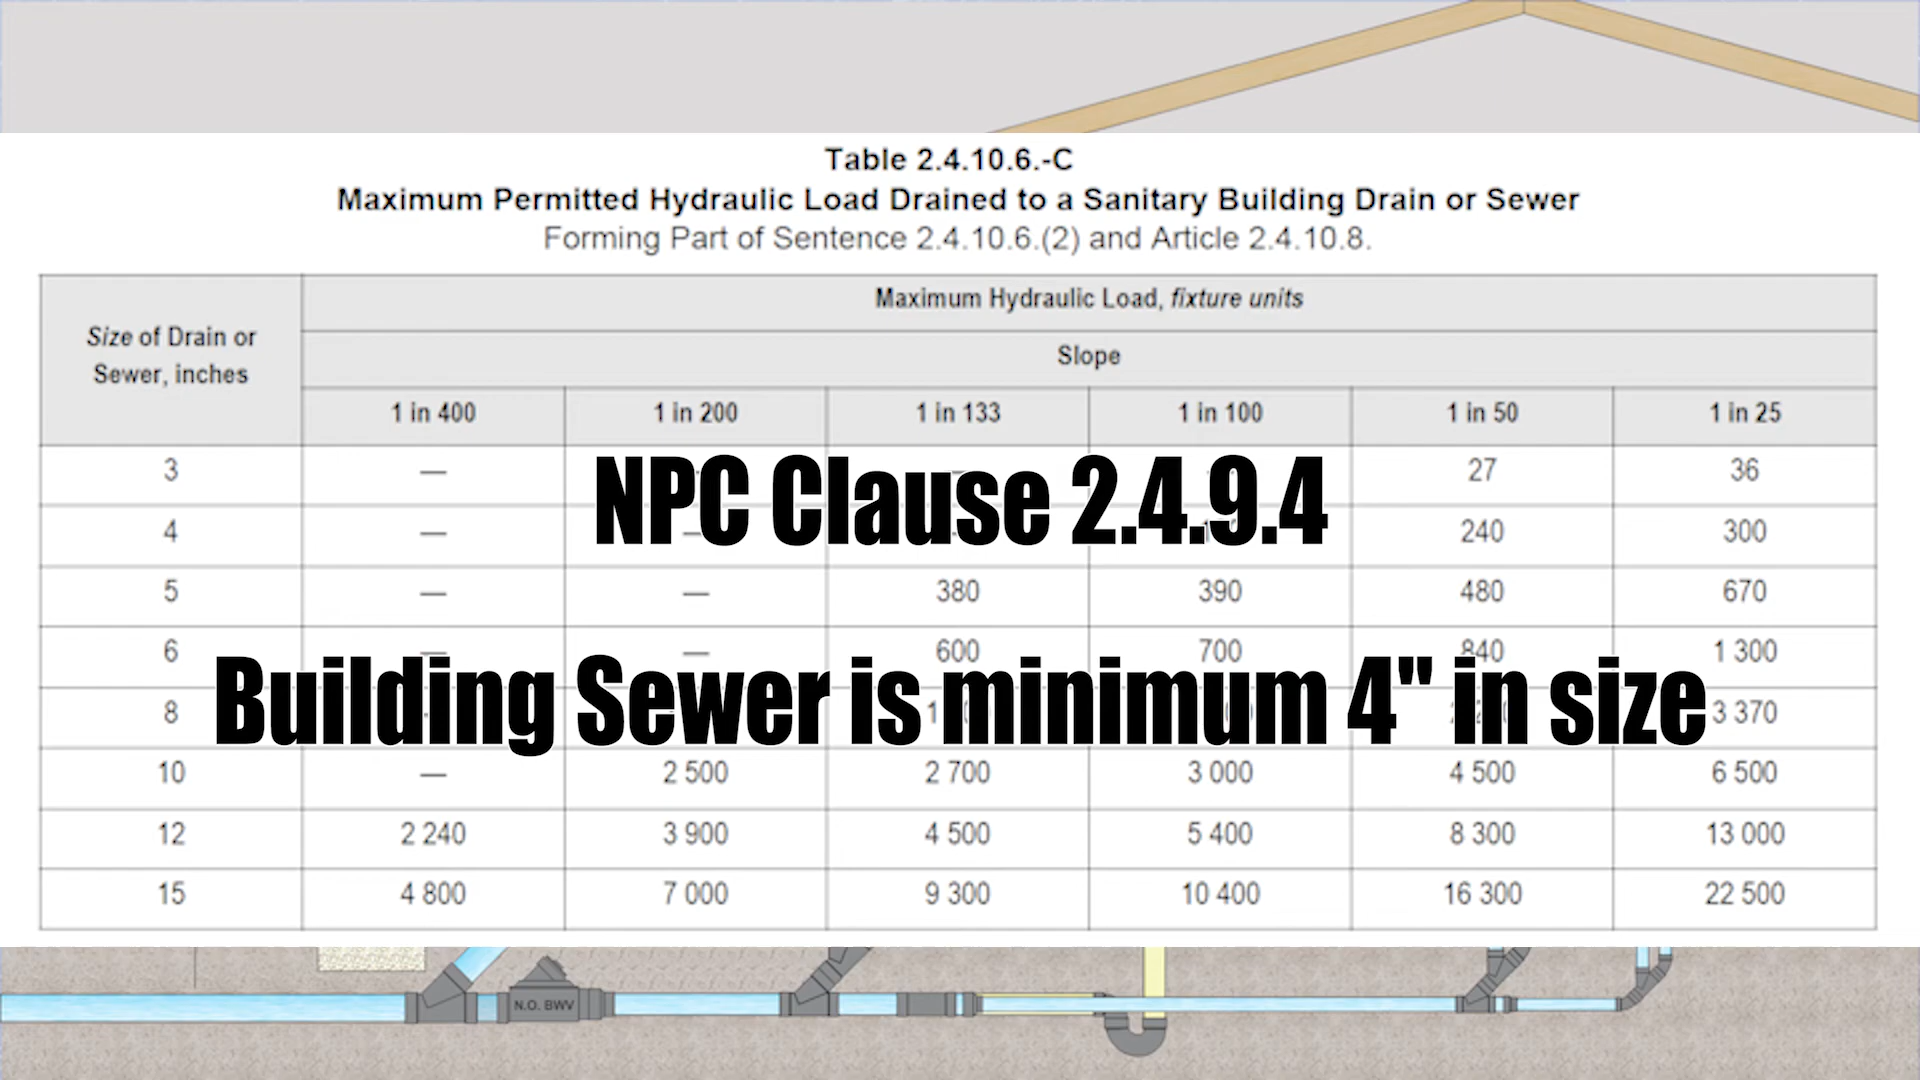 Table 2.4.10.6.-C
Maximum Permitted Hydraulic Load Drained to a Sanitary Building Drain or Sewer
Forming Part of Sentence 2.4.10.6.(2) and Article 2.4.10.8.
Size of Drain or Sewer, inches
Maximum Hydraulic Load, fixture units
Slope
1 in 400 1 in 200 1 in 133 1 in 100 1 in 50 1 in 25
3 — 27 36
NPC Clause 2.4.9.4
4 — 240 300
5 — — 380 390 480 670
6 — — 600 700 840 1 300
Building Sewer is minimum 4" in size
8 3 370
10 — 2 500 2 700 3 000 4 500 6 500
12 2 240 3 900 4 500 5 400 8 300 13 000
15 4 800 7 000 9 300 10 400 16 300 22 500
N.O. BWV